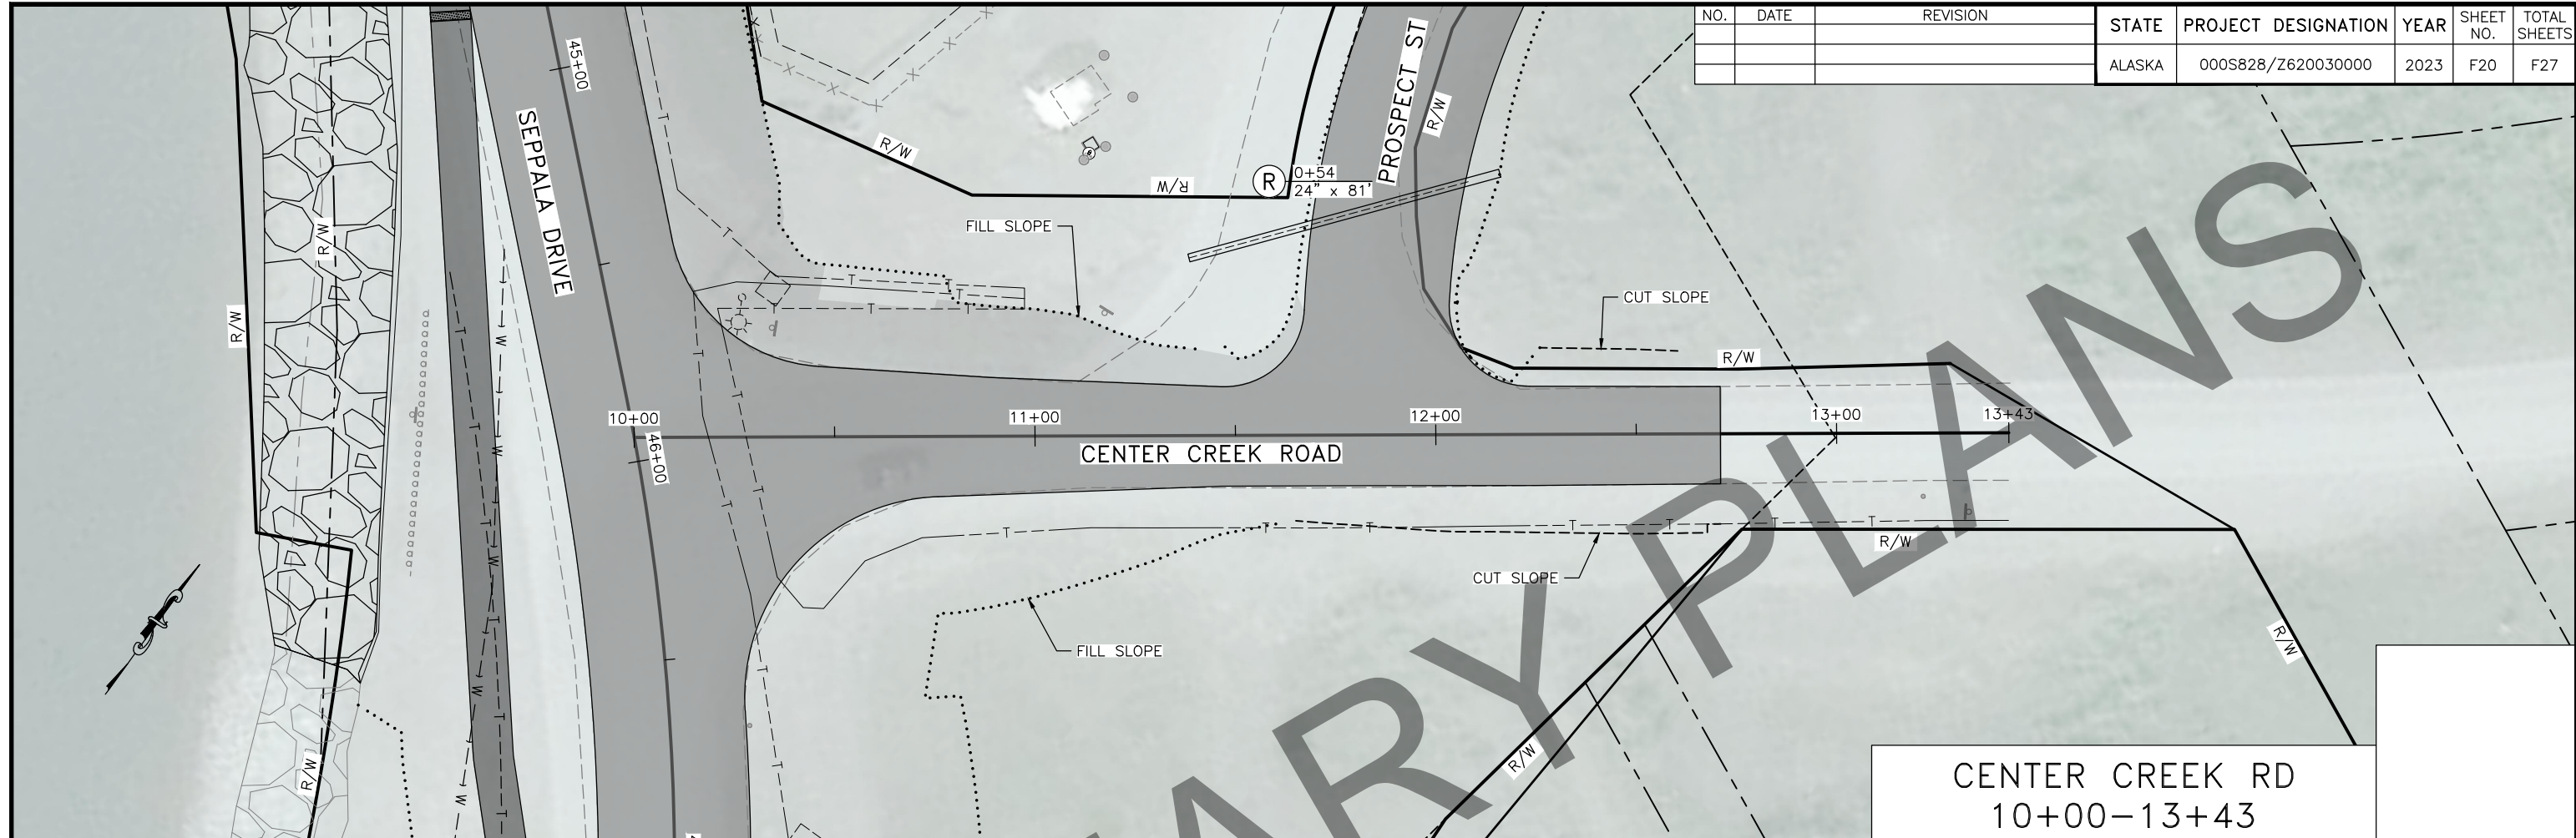 NO. DATE REVISION
STATE PROJECT DESIGNATION YEAR SHEET NO. TOTAL SHEETS
ALASKA 000S828/Z620030000 2023 F20 F27
45+00
SEPPALA DRIVE
PROSPECT ST
R/W
R/W
R/W
R 0+54
24" x 81'
FILL SLOPE
R/W
R/W
CUT SLOPE
R/W
10+00
11+00
12+00
13+00
13+43
46+00
CENTER CREEK ROAD
R/W
CUT SLOPE
FILL SLOPE
R/W
R/W
R/W
ARY PLANS
CENTER CREEK RD
10+00-13+43